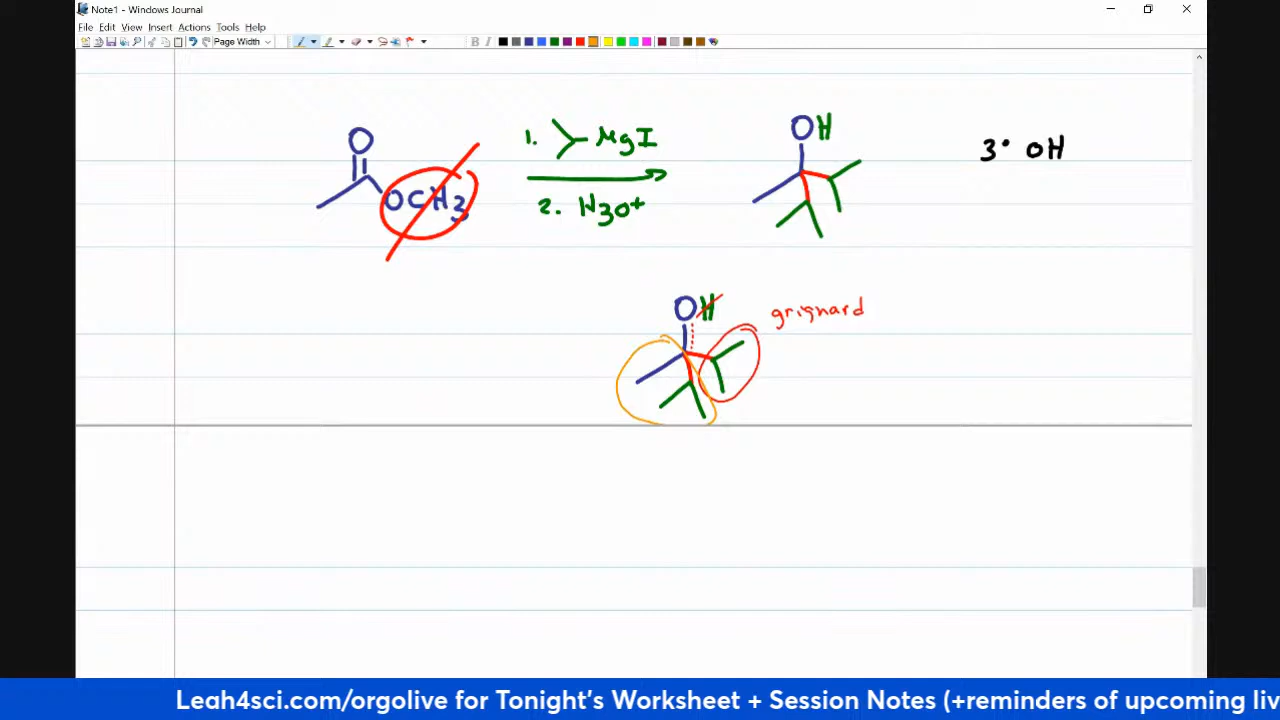 Note1 - Windows Journal
File Edit View Insert Actions Tools Help
Page Width
B I
O
OCH3
1. MgI
2. H3O+
OH
3° OH
OH
grignard
Leah4sci.com/orgolive for Tonight's Worksheet + Session Notes (+reminders of upcoming liv